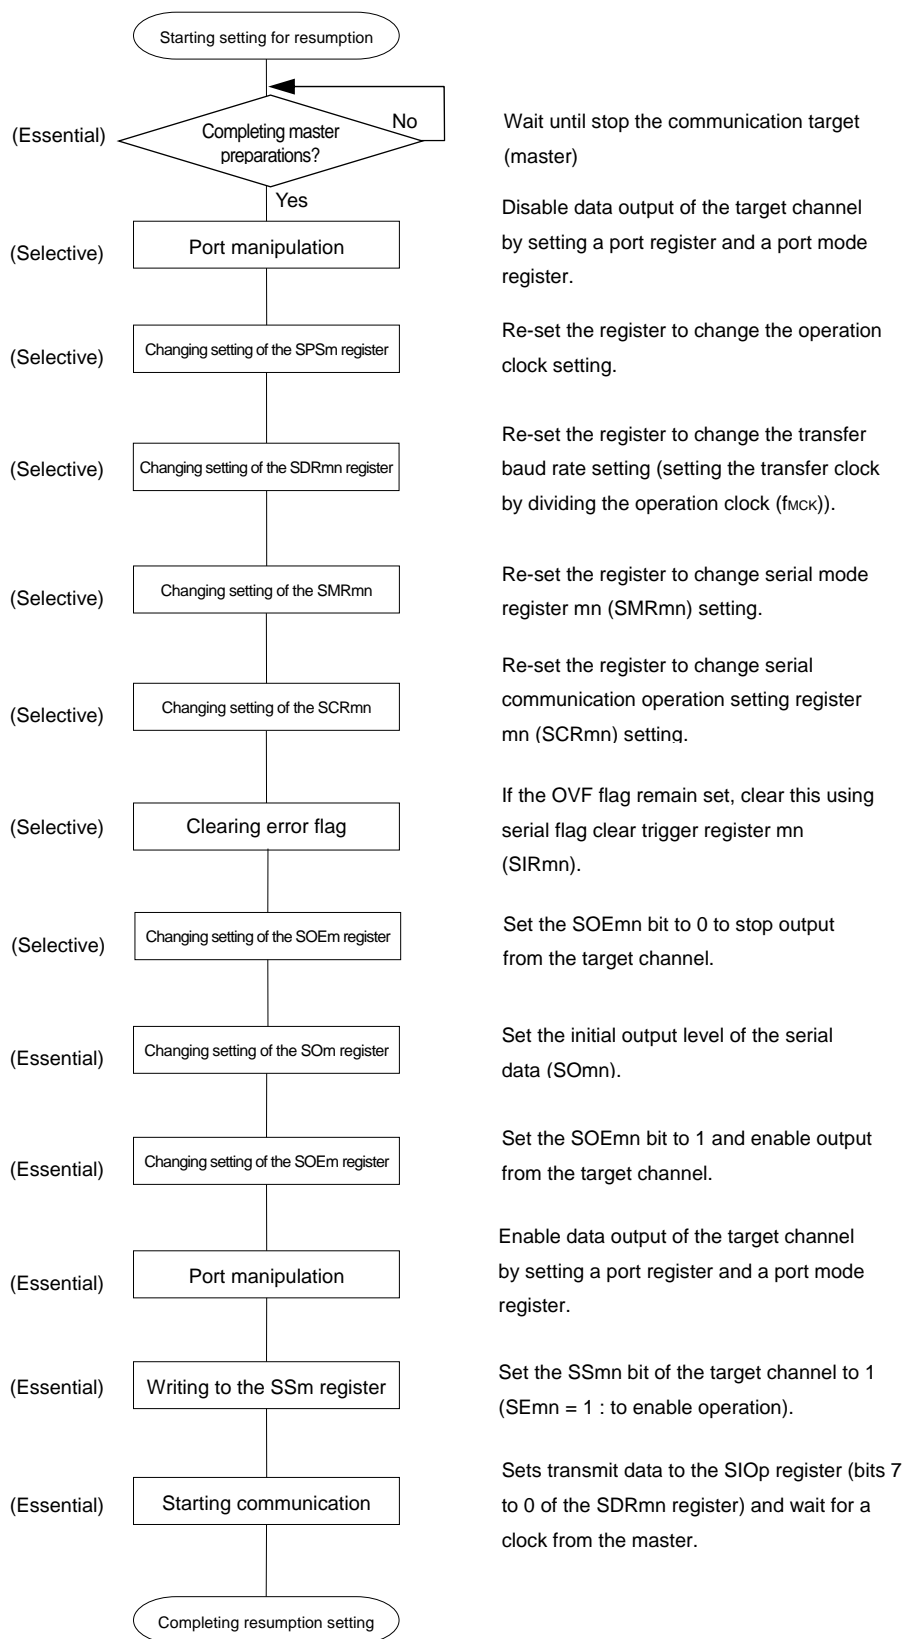 Starting setting for resumption
(Essential)
Completing master
preparations?
No
Wait until stop the communication target
(master)
Yes
(Selective)
Port manipulation
Disable data output of the target channel
by setting a port register and a port mode
register.
(Selective)
Changing setting of the SPSm register
Re-set the register to change the operation
clock setting.
(Selective)
Changing setting of the SDRmn register
Re-set the register to change the transfer
baud rate setting (setting the transfer clock
by dividing the operation clock (fMCK)).
(Selective)
Changing setting of the SMRmn
Re-set the register to change serial mode
register mn (SMRmn) setting.
(Selective)
Changing setting of the SCRmn
Re-set the register to change serial
communication operation setting register
mn (SCRmn) setting.
(Selective)
Clearing error flag
If the OVF flag remain set, clear this using
serial flag clear trigger register mn
(SIRmn).
(Selective)
Changing setting of the SOEm register
Set the SOEmn bit to 0 to stop output
from the target channel.
(Essential)
Changing setting of the SOm register
Set the initial output level of the serial
data (SOmn).
(Essential)
Changing setting of the SOEm register
Set the SOEmn bit to 1 and enable output
from the target channel.
(Essential)
Port manipulation
Enable data output of the target channel
by setting a port register and a port mode
register.
(Essential)
Writing to the SSm register
Set the SSmn bit of the target channel to 1
(SEmn = 1 : to enable operation).
(Essential)
Starting communication
Sets transmit data to the SIOp register (bits 7
to 0 of the SDRmn register) and wait for a
clock from the master.
Completing resumption setting